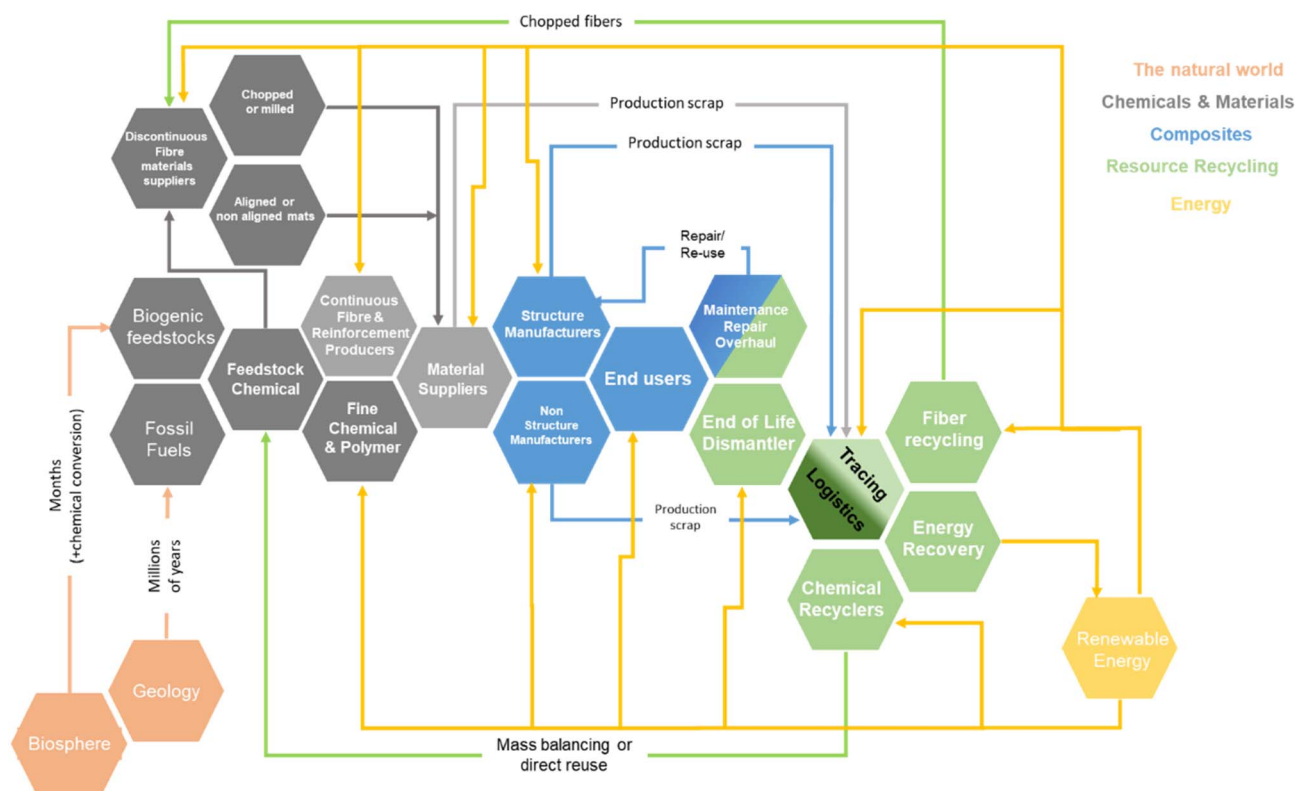 Chopped fibers
The natural world
Chemicals & Materials
Composites
Resource Recycling
Energy
Chopped
or milled
Production scrap
Discontinuous
Fibre
materials
suppliers
Production scrap
Aligned or
non aligned mats
Repair/
Re-use
Biogenic
feedstocks
Continuous
Fibre &
Reinforcement
Producers
Structure
Manufacturers
Maintenance
Repair
Overhaul
Feedstock
Chemical
Material
Suppliers
End users
Fossil
Fuels
Fine
Chemical
& Polymer
Non
Structure
Manufacturers
End of Life
Dismantler
Fiber
recycling
Tracing
Logistics
Production
scrap
Energy
Recovery
Months
(+chemical conversion)
Millions
of years
Chemical
Recyclers
Renewable
Energy
Geology
Biosphere
Mass balancing or
direct reuse